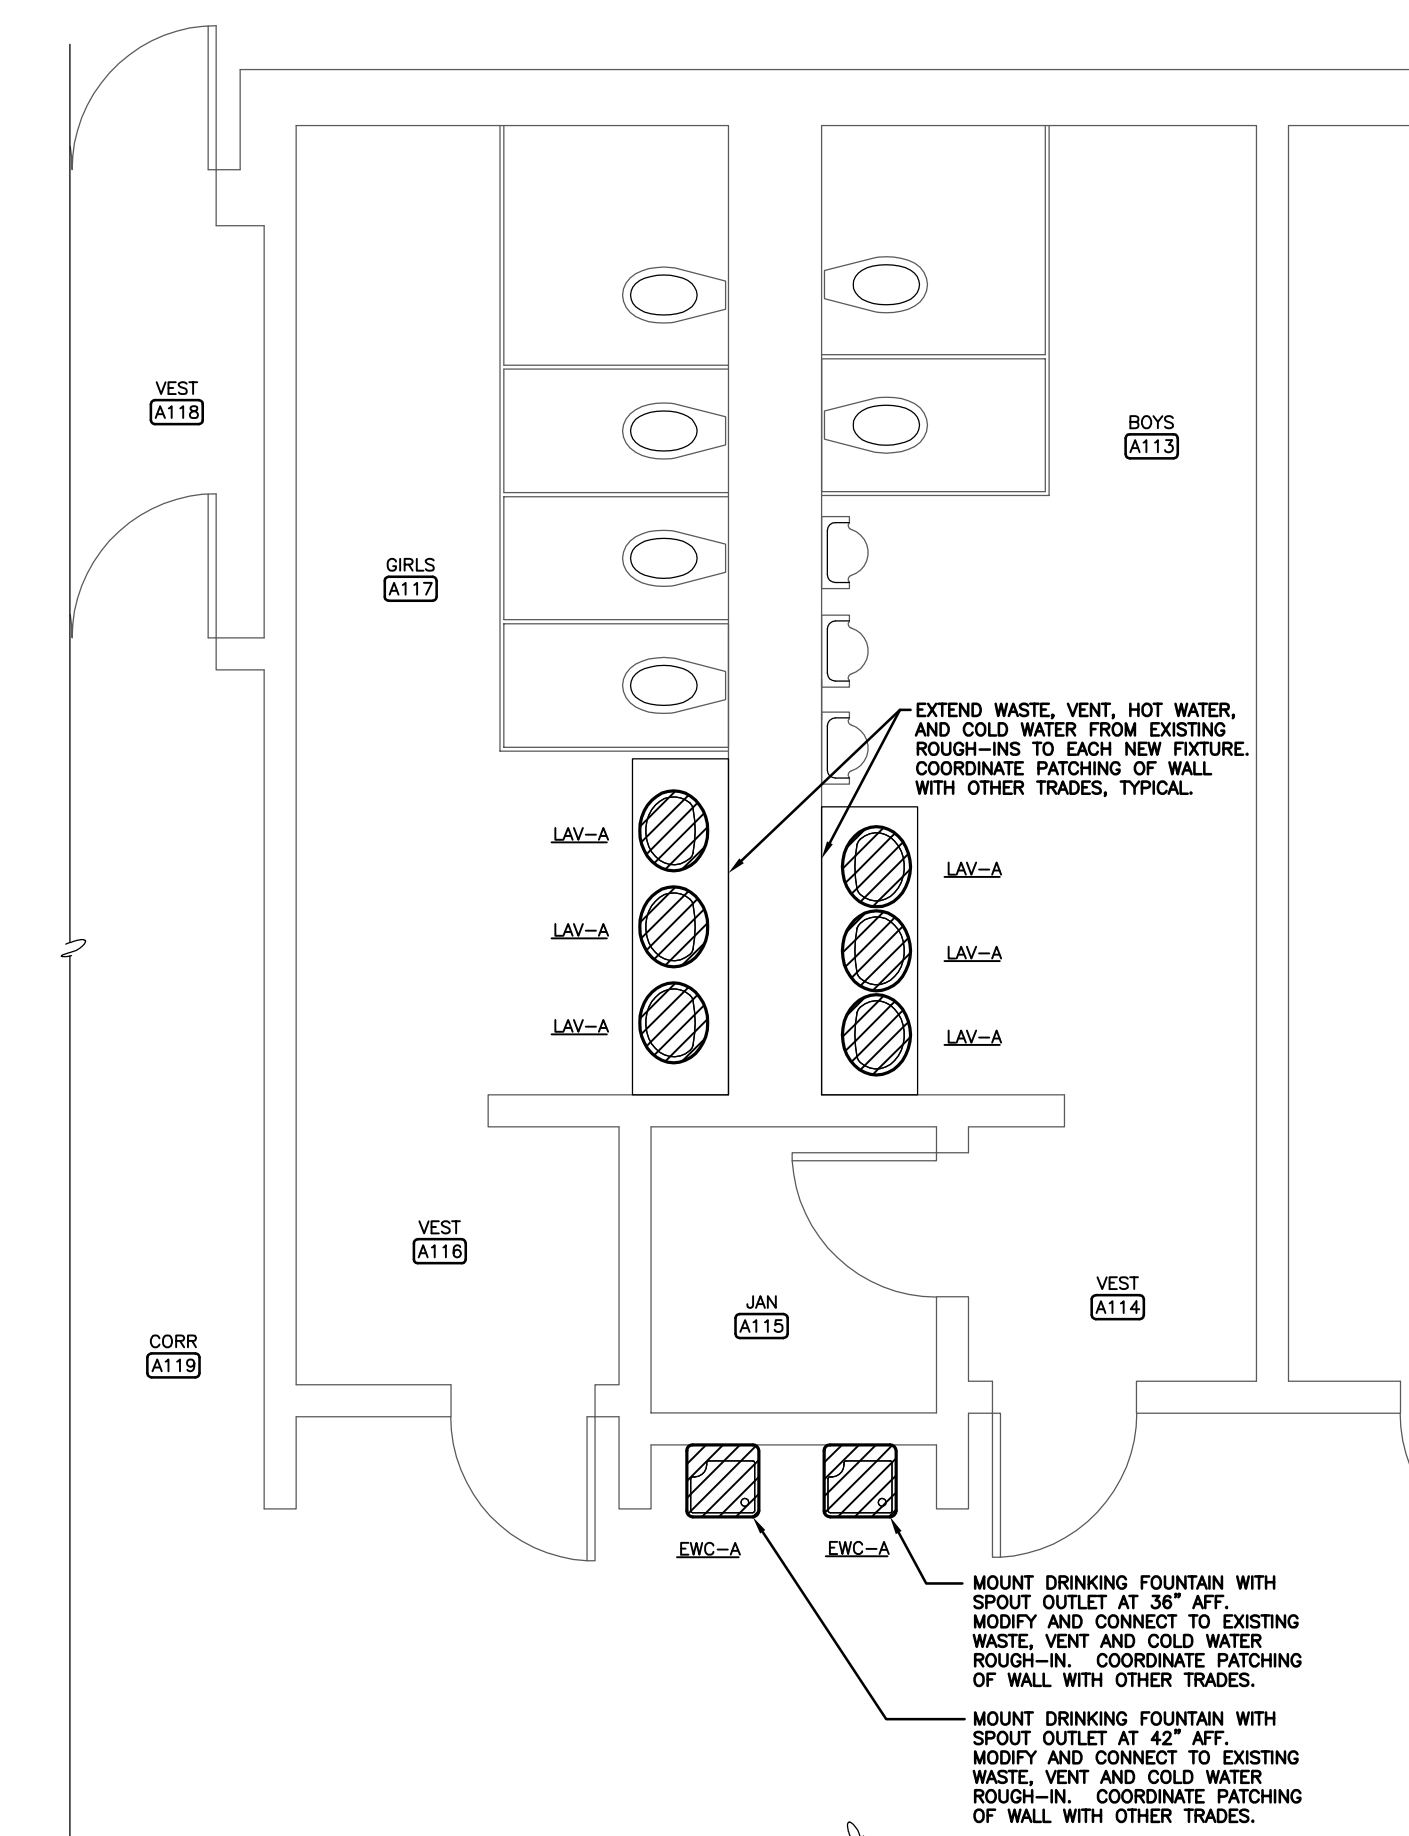 VEST
A118
BOYS
A113
GIRLS
A117
EXTEND WASTE, VENT, HOT WATER,
AND COLD WATER FROM EXISTING
ROUGH-INS TO EACH NEW FIXTURE.
COORDINATE PATCHING OF WALL
WITH OTHER TRADES, TYPICAL.
LAV-A
LAV-A
LAV-A
LAV-A
LAV-A
LAV-A
VEST
A116
VEST
A114
JAN
A115
CORR
A119
EWC-A
EWC-A
MOUNT DRINKING FOUNTAIN WITH
SPOUT OUTLET AT 36" AFF.
MODIFY AND CONNECT TO EXISTING
WASTE, VENT AND COLD WATER
ROUGH-IN. COORDINATE PATCHING
OF WALL WITH OTHER TRADES.
MOUNT DRINKING FOUNTAIN WITH
SPOUT OUTLET AT 42" AFF.
MODIFY AND CONNECT TO EXISTING
WASTE, VENT AND COLD WATER
ROUGH-IN. COORDINATE PATCHING
OF WALL WITH OTHER TRADES.